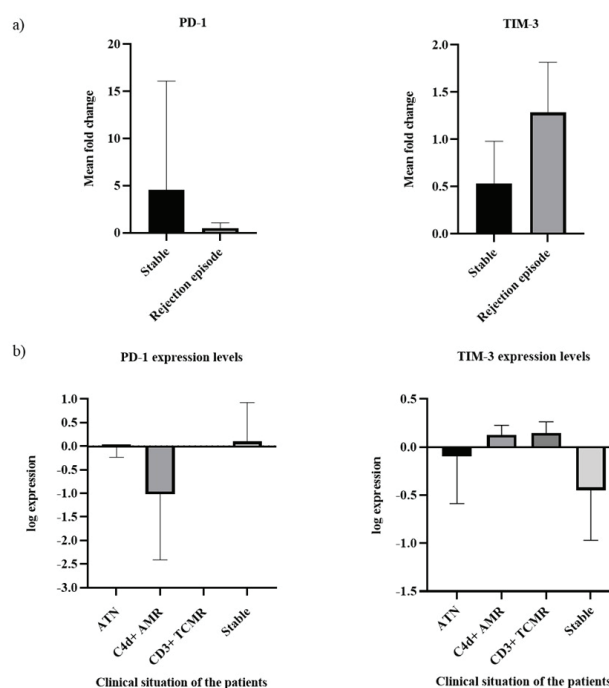 a)
PD-1
Mean fold change
20
15
10
5
0
Stable
Rejection episode
TIM-3
Mean fold change
2.0
1.5
1.0
0.5
0.0
Stable
Rejection episode
b)
PD-1 expression levels
log expression
1.0
0.5
0.0
-0.5
-1.0
-1.5
-2.0
-2.5
-3.0
ATN
C4d+ AMR
CD3+ TCMR
Stable
Clinical situation of the patients
TIM-3 expression levels
log expression
0.5
0.0
-0.5
-1.0
-1.5
ATN
C4d+ AMR
CD3+ TCMR
Stable
Clinical situation of the patients